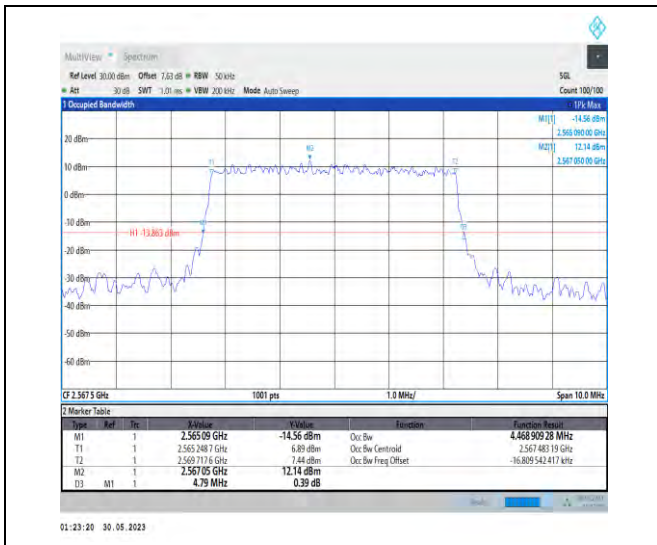 MultiView Spectrum
Ref Level 30.00 dBm Offset 7.63 dB RBW 50 kHz SGL
Att 30 dB SWT 1.01 ms VBW 200 kHz Mode Auto Sweep Count 100/100
1 Occupied Bandwidth 1Pk Max
M1[1] -14.56 dBm
2.565 090 00 GHz
M2[1] 12.14 dBm
2.567 050 00 GHz
20 dBm
M2
10 dBm T1 T2
0 dBm
-10 dBm
H1 -13.863 dBm
-20 dBm
-30 dBm
-40 dBm
-50 dBm
-60 dBm
CF 2.567 5 GHz 1001 pts 1.0 MHz/ Span 10.0 MHz
2 Marker Table
Type Ref Trc X-Value Y-Value Function Function Result
M1 1 2.565 09 GHz -14.56 dBm Occ Bw 4.468 909 28 MHz
T1 1 2.565 248 7 GHz 6.89 dBm Occ Bw Centroid 2.567 483 19 GHz
T2 1 2.569 717 6 GHz 7.44 dBm Occ Bw Freq Offset -16.809 542 417 kHz
M2 1 2.567 05 GHz 12.14 dBm
D3 M1 1 4.79 MHz 0.39 dB
01:23:20 30.05.2023